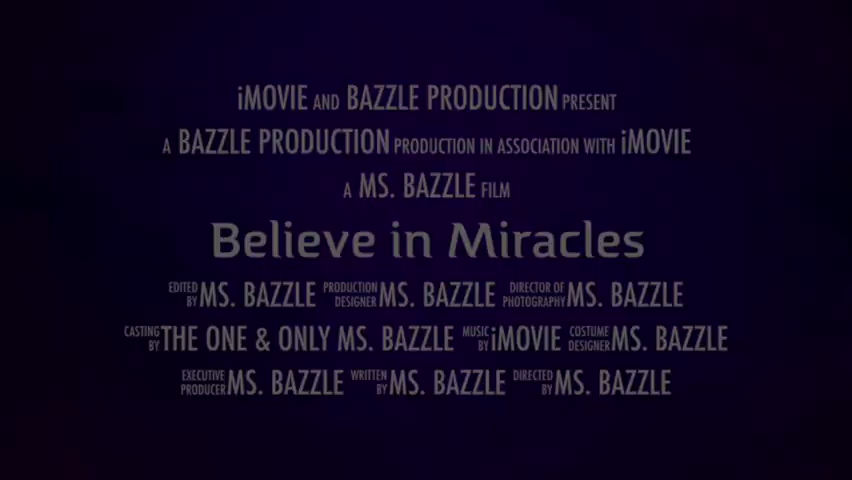 iMOVIE AND BAZZLE PRODUCTION PRESENT
A BAZZLE PRODUCTION PRODUCTION IN ASSOCIATION WITH iMOVIE
A MS. BAZZLE FILM
Believe in Miracles
EDITED BY MS. BAZZLE PRODUCTION DESIGNER MS. BAZZLE DIRECTOR OF PHOTOGRAPHY MS. BAZZLE
CASTING BY THE ONE & ONLY MS. BAZZLE MUSIC BY iMOVIE COSTUME DESIGNER MS. BAZZLE
EXECUTIVE PRODUCER MS. BAZZLE WRITTEN BY MS. BAZZLE DIRECTED BY MS. BAZZLE